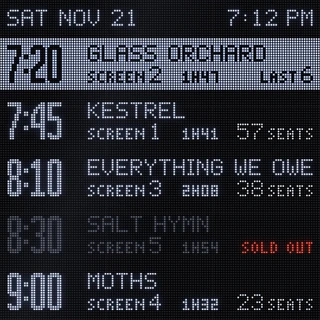 SAT NOV 21 7:12 PM
7:20 GLASS ORCHARD
SCREEN 2 1H47 LAST 6
7:45 KESTREL
SCREEN 1 1H41 57 SEATS
8:10 EVERYTHING WE OWE
SCREEN 3 2H08 38 SEATS
8:30 SALT HYMN
SCREEN 5 1H54 SOLD OUT
9:00 MOTHS
SCREEN 4 1H32 23 SEATS